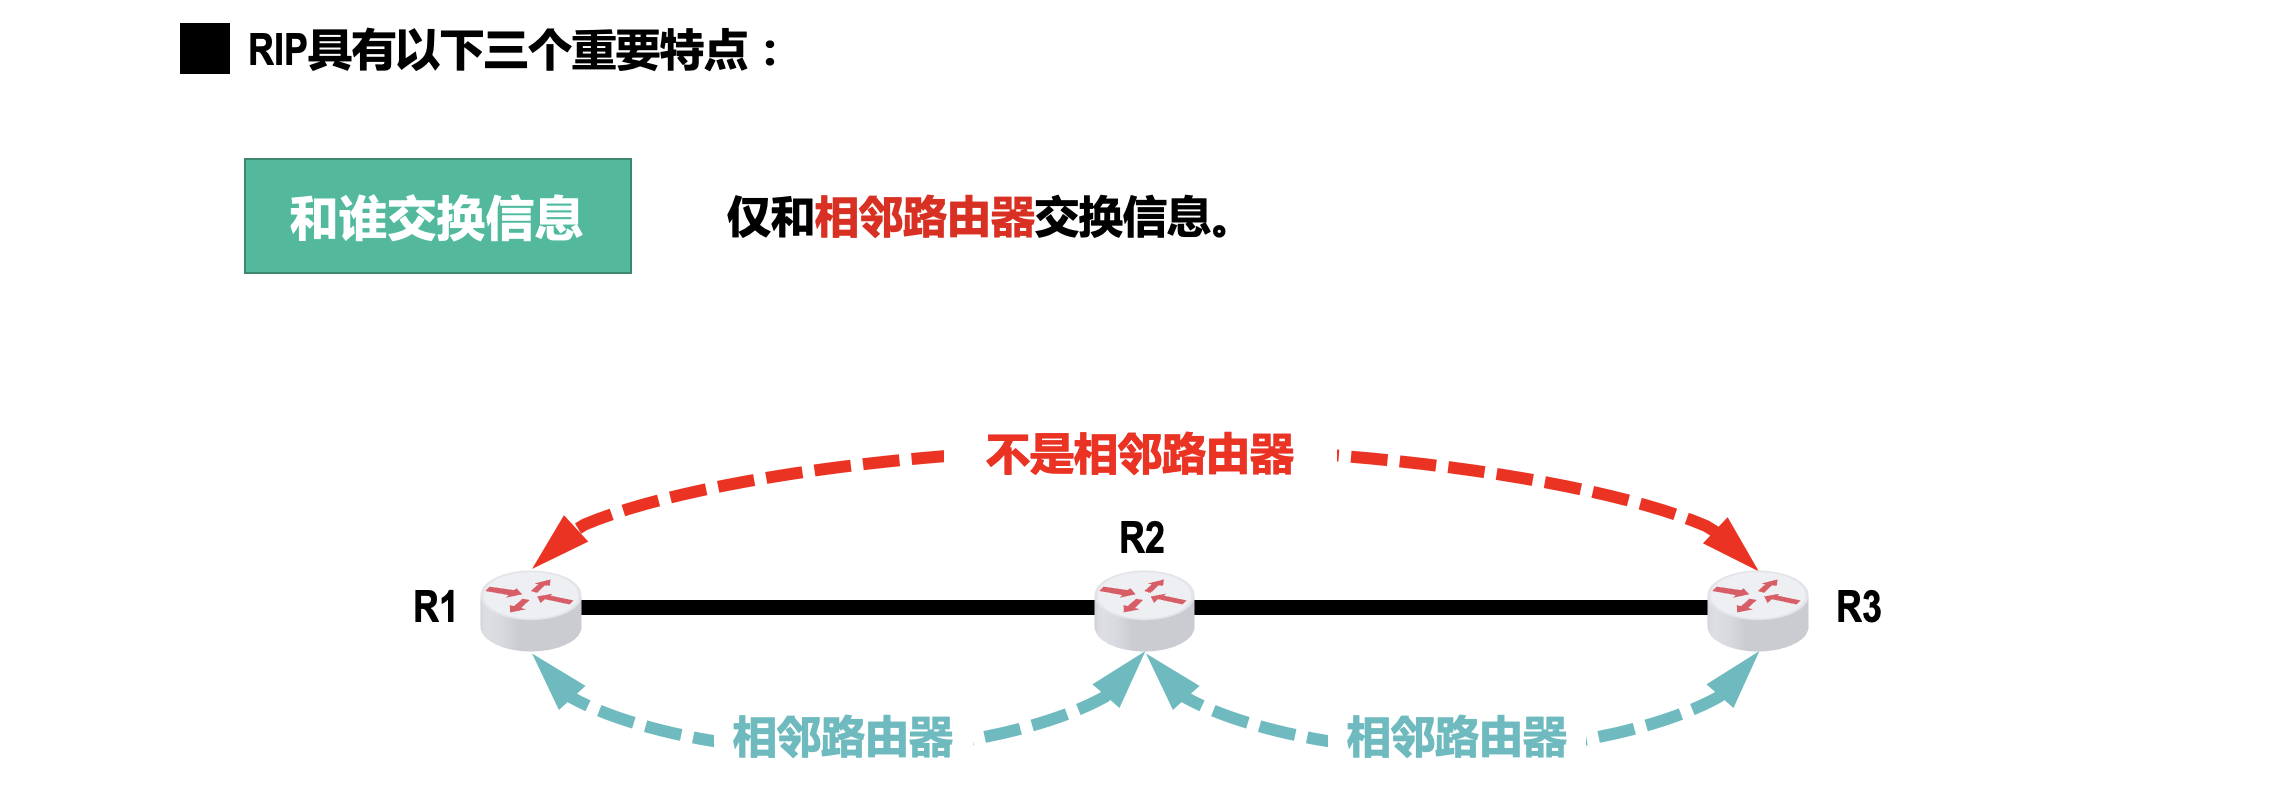 RIP具有以下三个重要特点：
和谁交换信息
仅和相邻路由器交换信息。
不是相邻路由器
R2
R1
R3
相邻路由器
相邻路由器